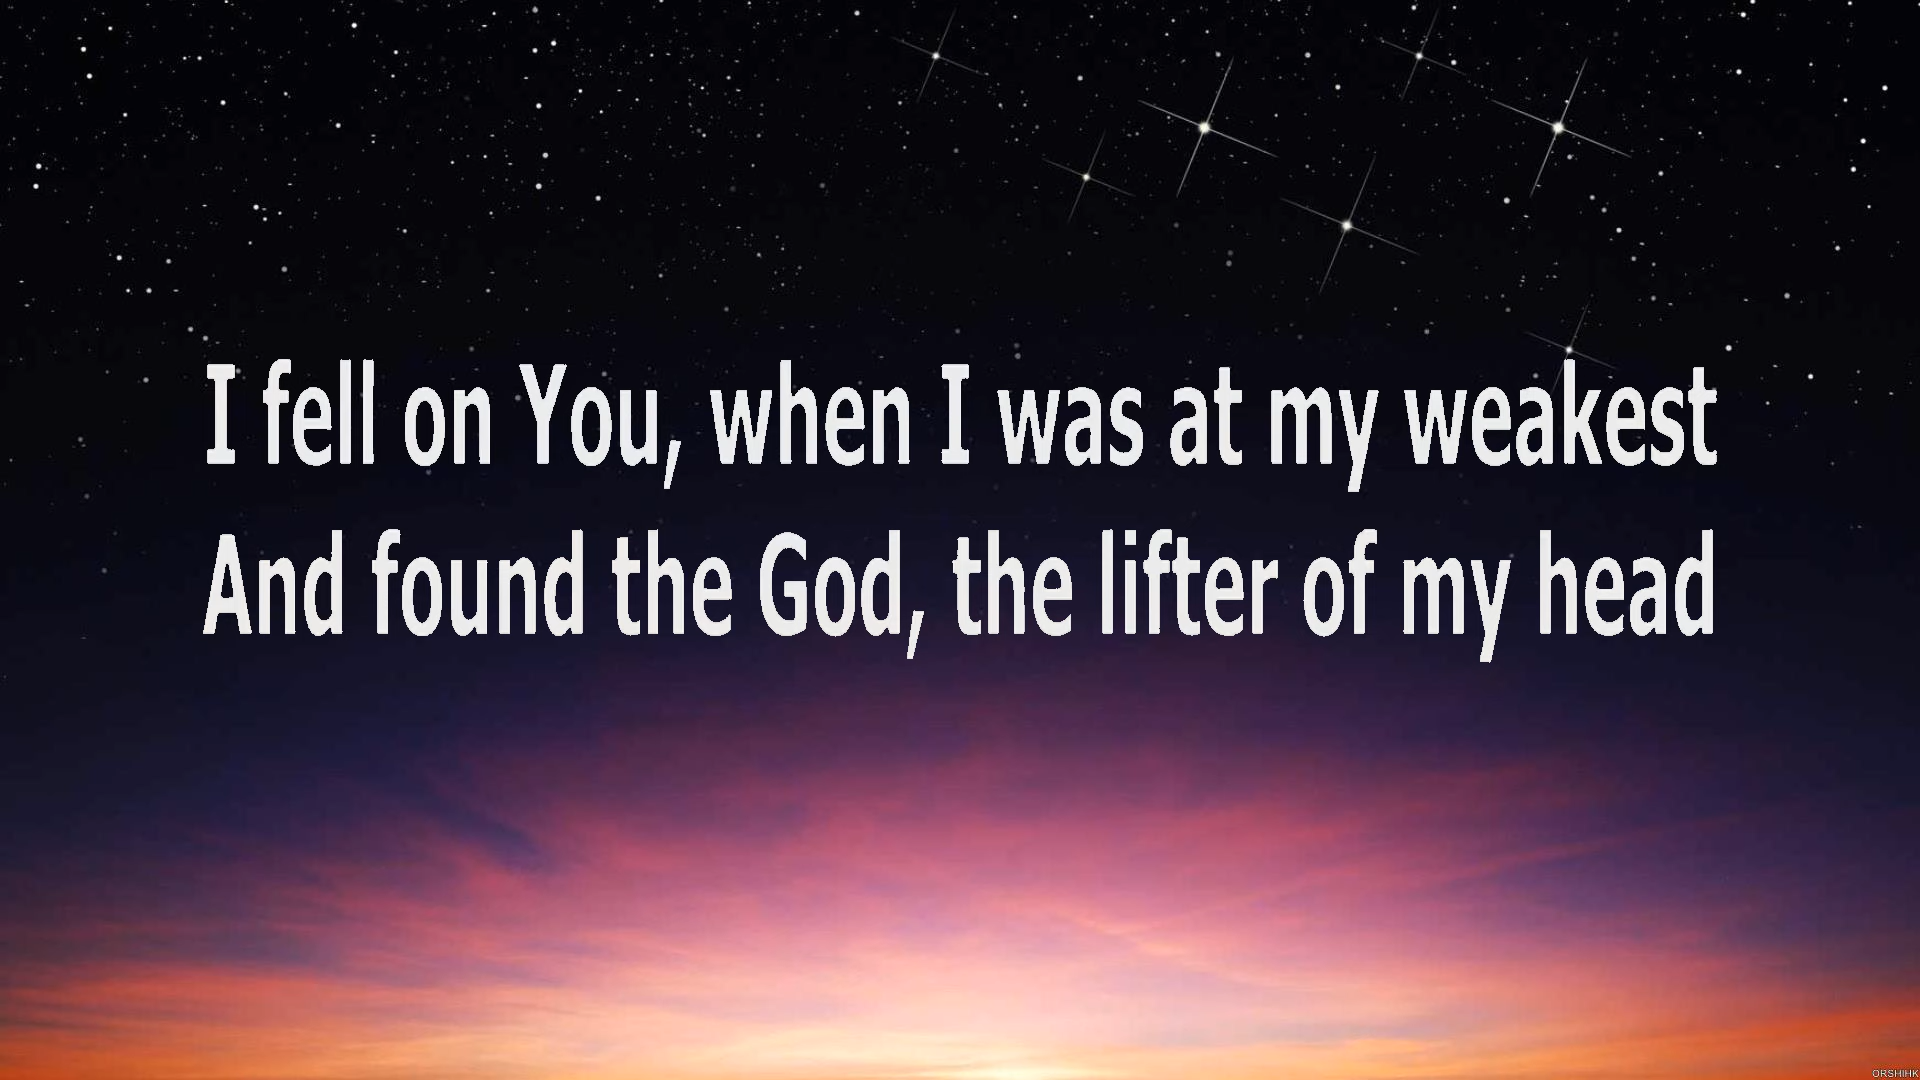 I fell on You, when I was at my weakest
And found the God, the lifter of my head
ORSHIHK